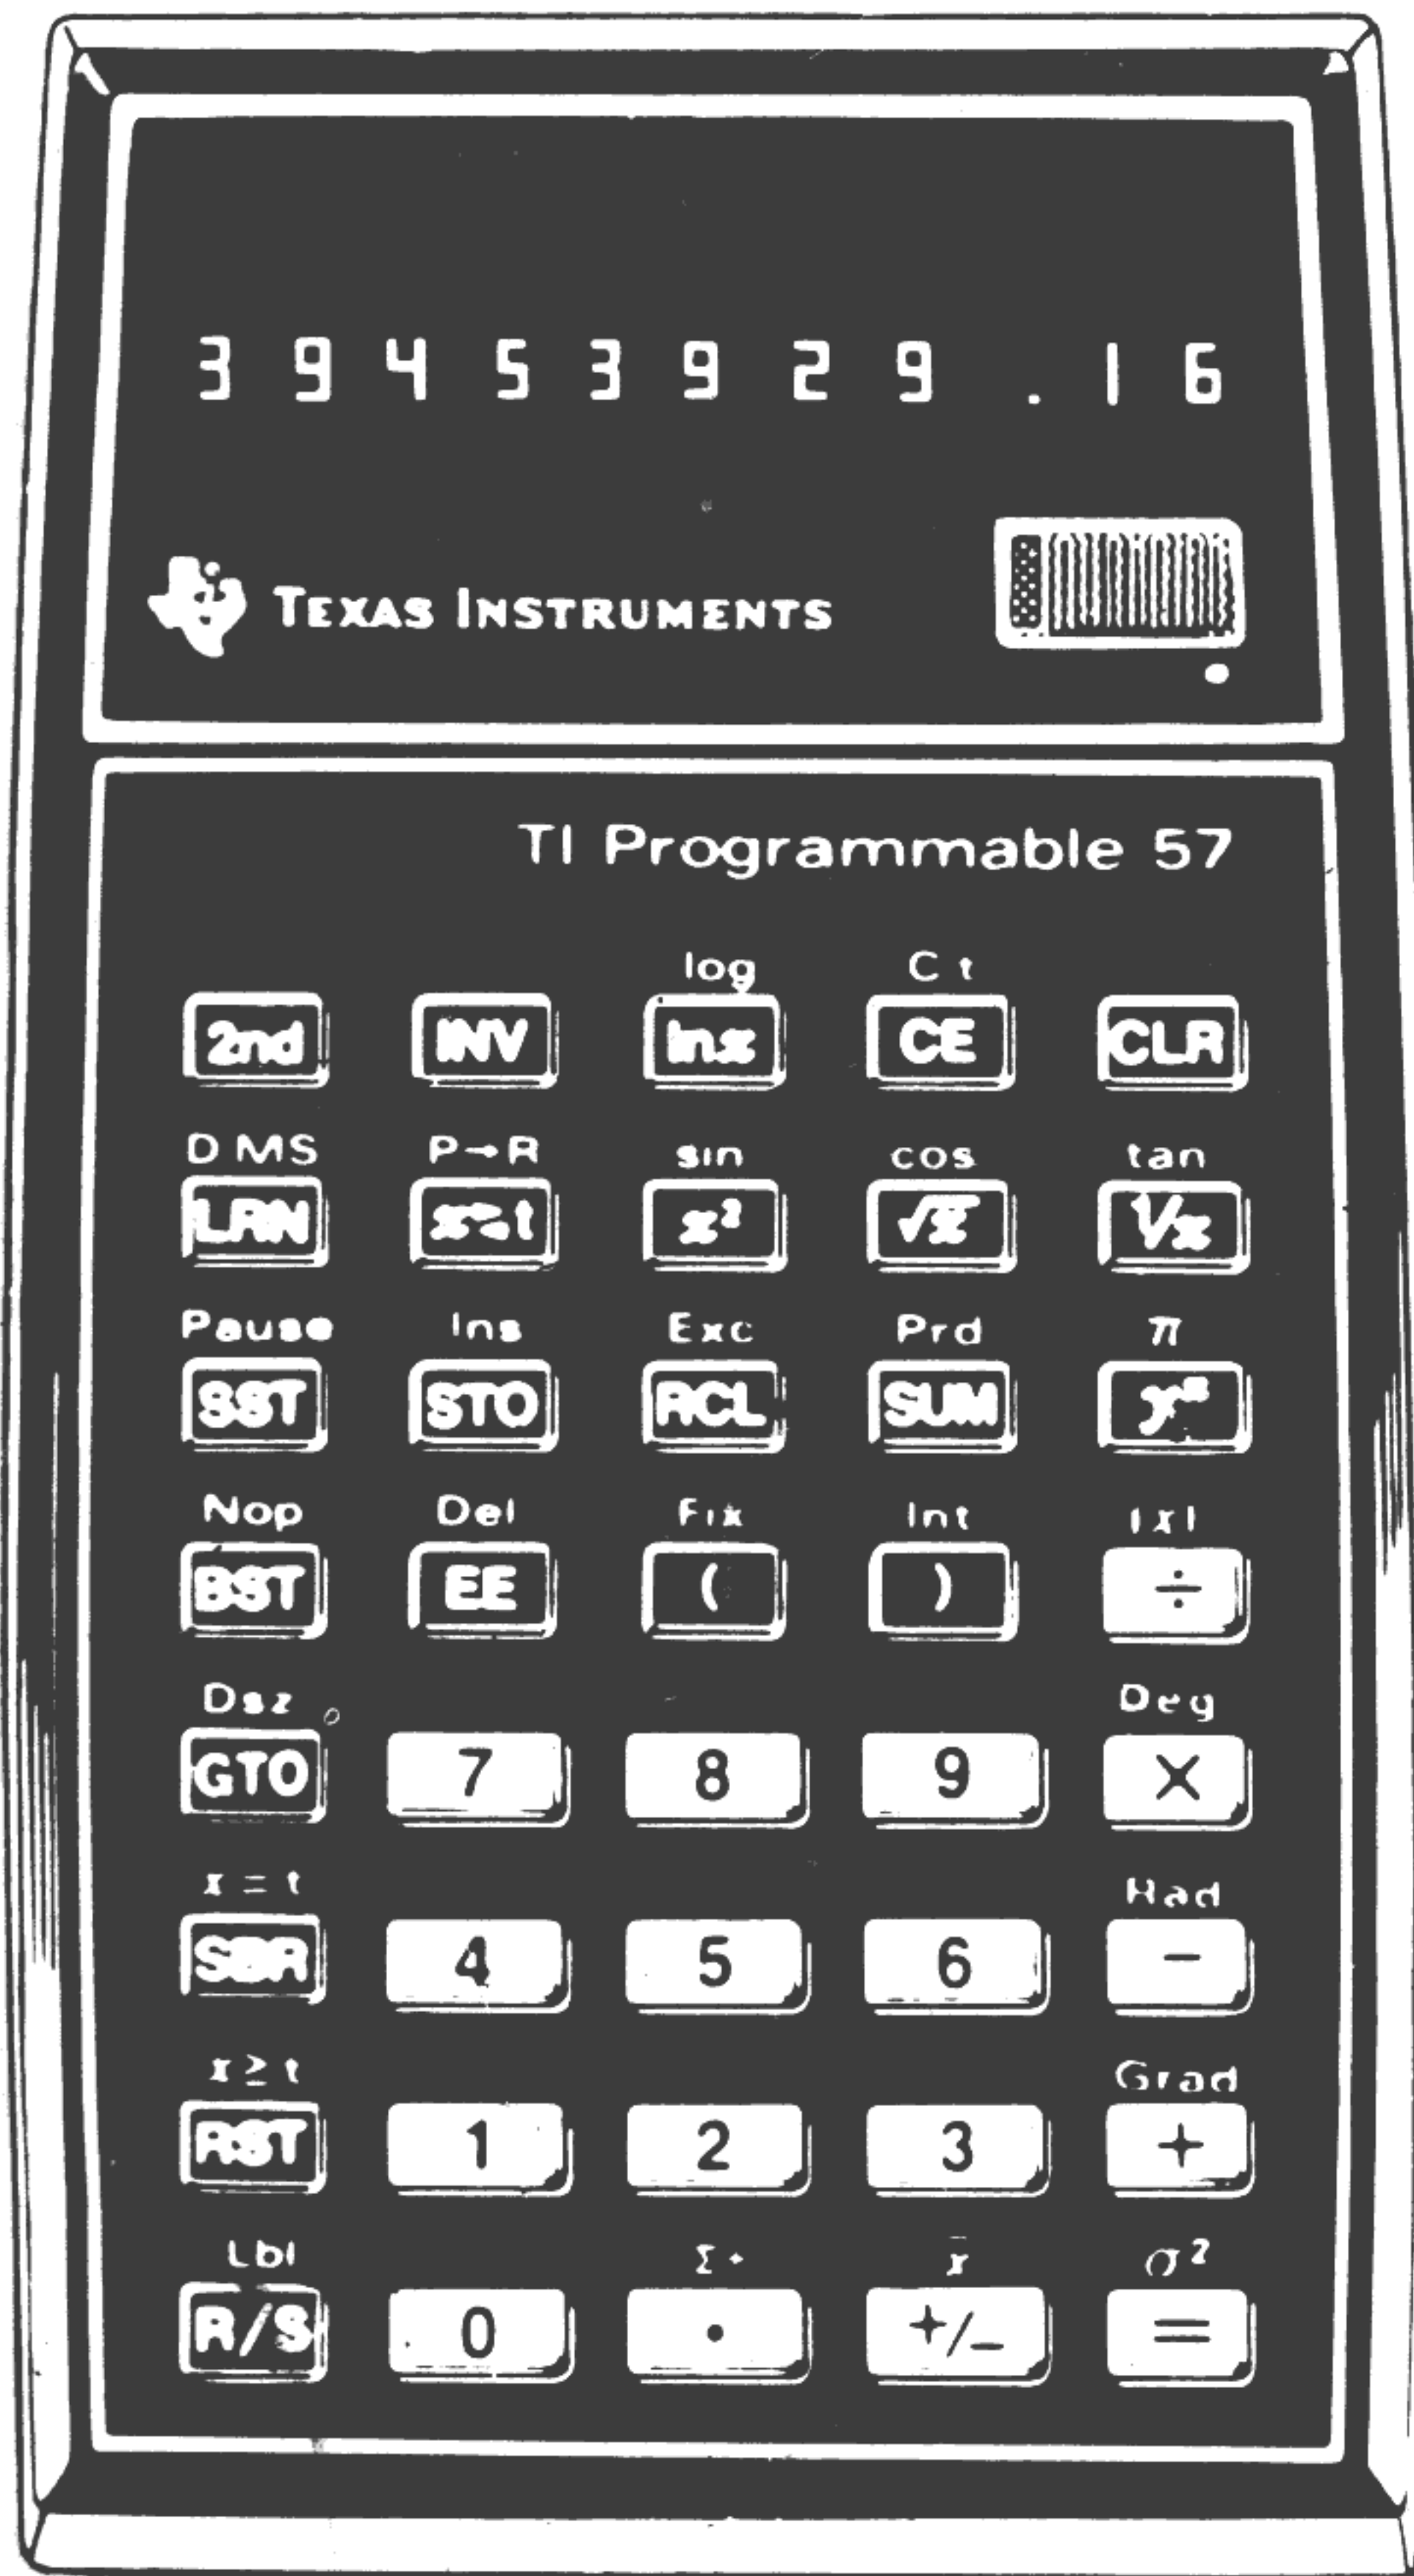 39453929.16
TEXAS INSTRUMENTS
TI Programmable 57
log C t
2nd INV lnx CE CLR
D MS P→R sin cos tan
LRN x≷t x² √x 1/x
Pause Ins Exc Prd π
SST STO RCL SUM yˣ
Nop Del Fix Int |x|
BST EE ( ) ÷
Dsz Deg
GTO 7 8 9 ×
x = t Rad
SBR 4 5 6 −
x ≥ t Grad
RST 1 2 3 +
Lbl Σ+ x̄ σ²
R/S 0 . +/− =